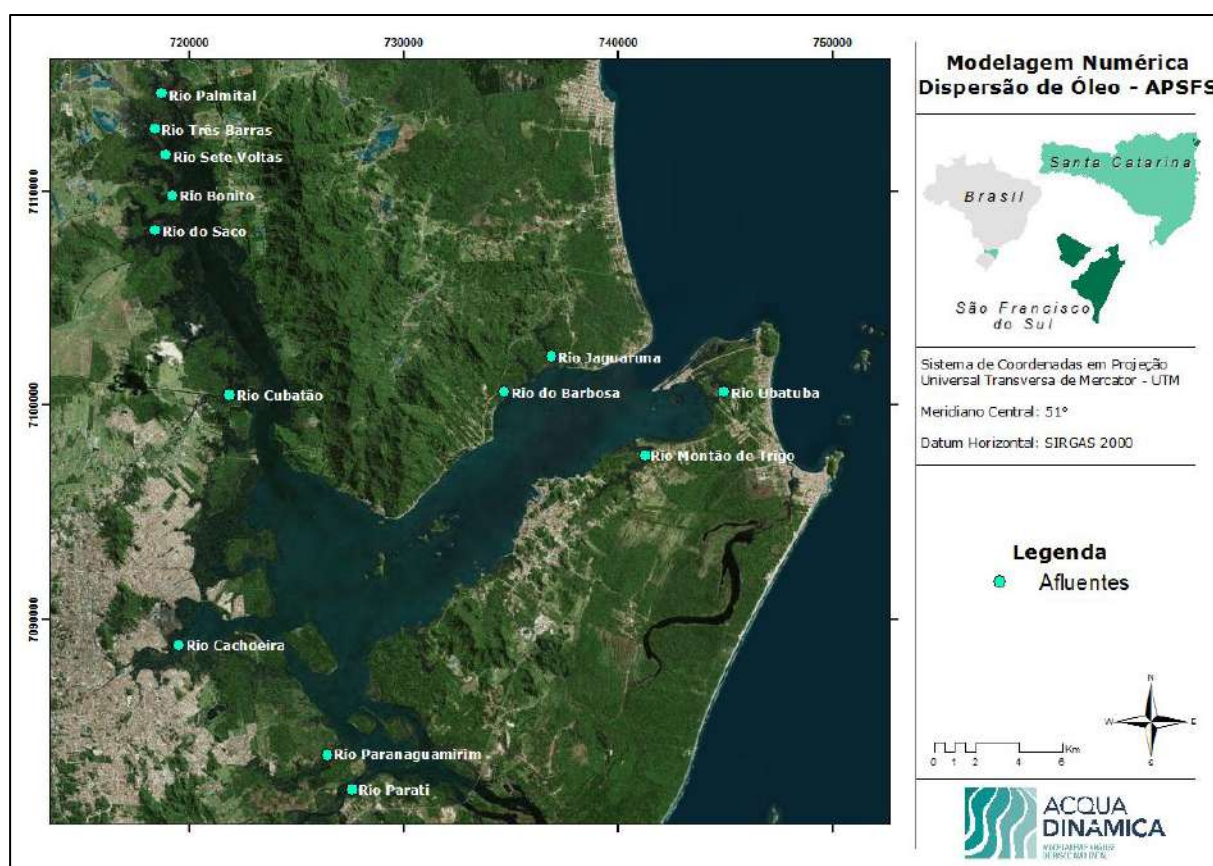 720000
730000
740000
750000
7110000
7100000
7090000
Rio Palmital
Rio Três Barras
Rio Sete Voltas
Rio Bonito
Rio do Saco
Rio Jaguaruna
Rio Cubatão
Rio do Barbosa
Rio Ubatuba
Rio Montão de Trigo
Rio Cachoeira
Rio Paranaguamirim
Rio Parati
Modelagem Numérica
Dispersão de Óleo - APSFS
Santa Catarina
Brasil
São Francisco
do Sul
Sistema de Coordenadas em Projeção
Universal Transversa de Mercator - UTM
Meridiano Central: 51°
Datum Horizontal: SIRGAS 2000
Legenda
Afluentes
N
W
E
S
0 1 2 4 6
Km
ACQUA
DINÂMICA